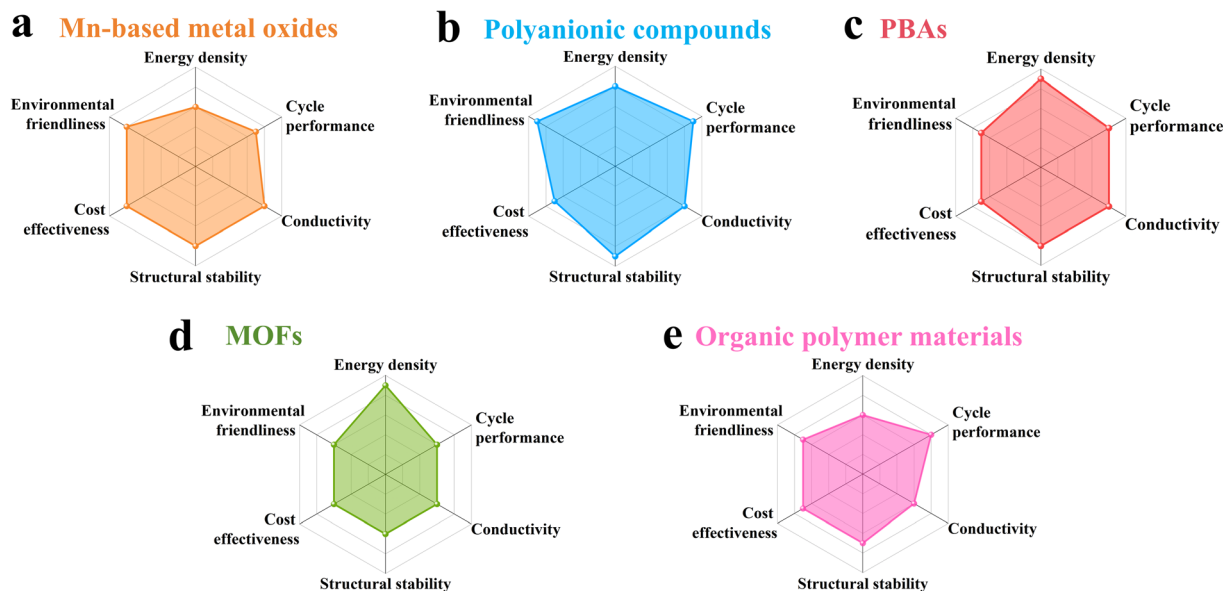 a Mn-based metal oxides
Energy density
Environmental
friendliness
Cycle
performance
Cost
effectiveness
Conductivity
Structural stability
b Polyanionic compounds
Energy density
Environmental
friendliness
Cycle
performance
Cost
effectiveness
Conductivity
Structural stability
c PBAs
Energy density
Environmental
friendliness
Cycle
performance
Cost
effectiveness
Conductivity
Structural stability
d MOFs
Energy density
Environmental
friendliness
Cycle
performance
Cost
effectiveness
Conductivity
Structural stability
e Organic polymer materials
Energy density
Environmental
friendliness
Cycle
performance
Cost
effectiveness
Conductivity
Structural stability